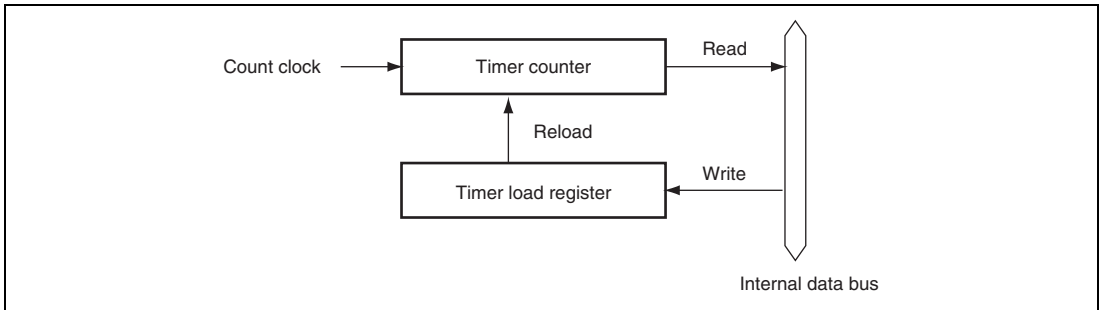 Read
Count clock
Timer counter
Reload
Write
Timer load register
Internal data bus